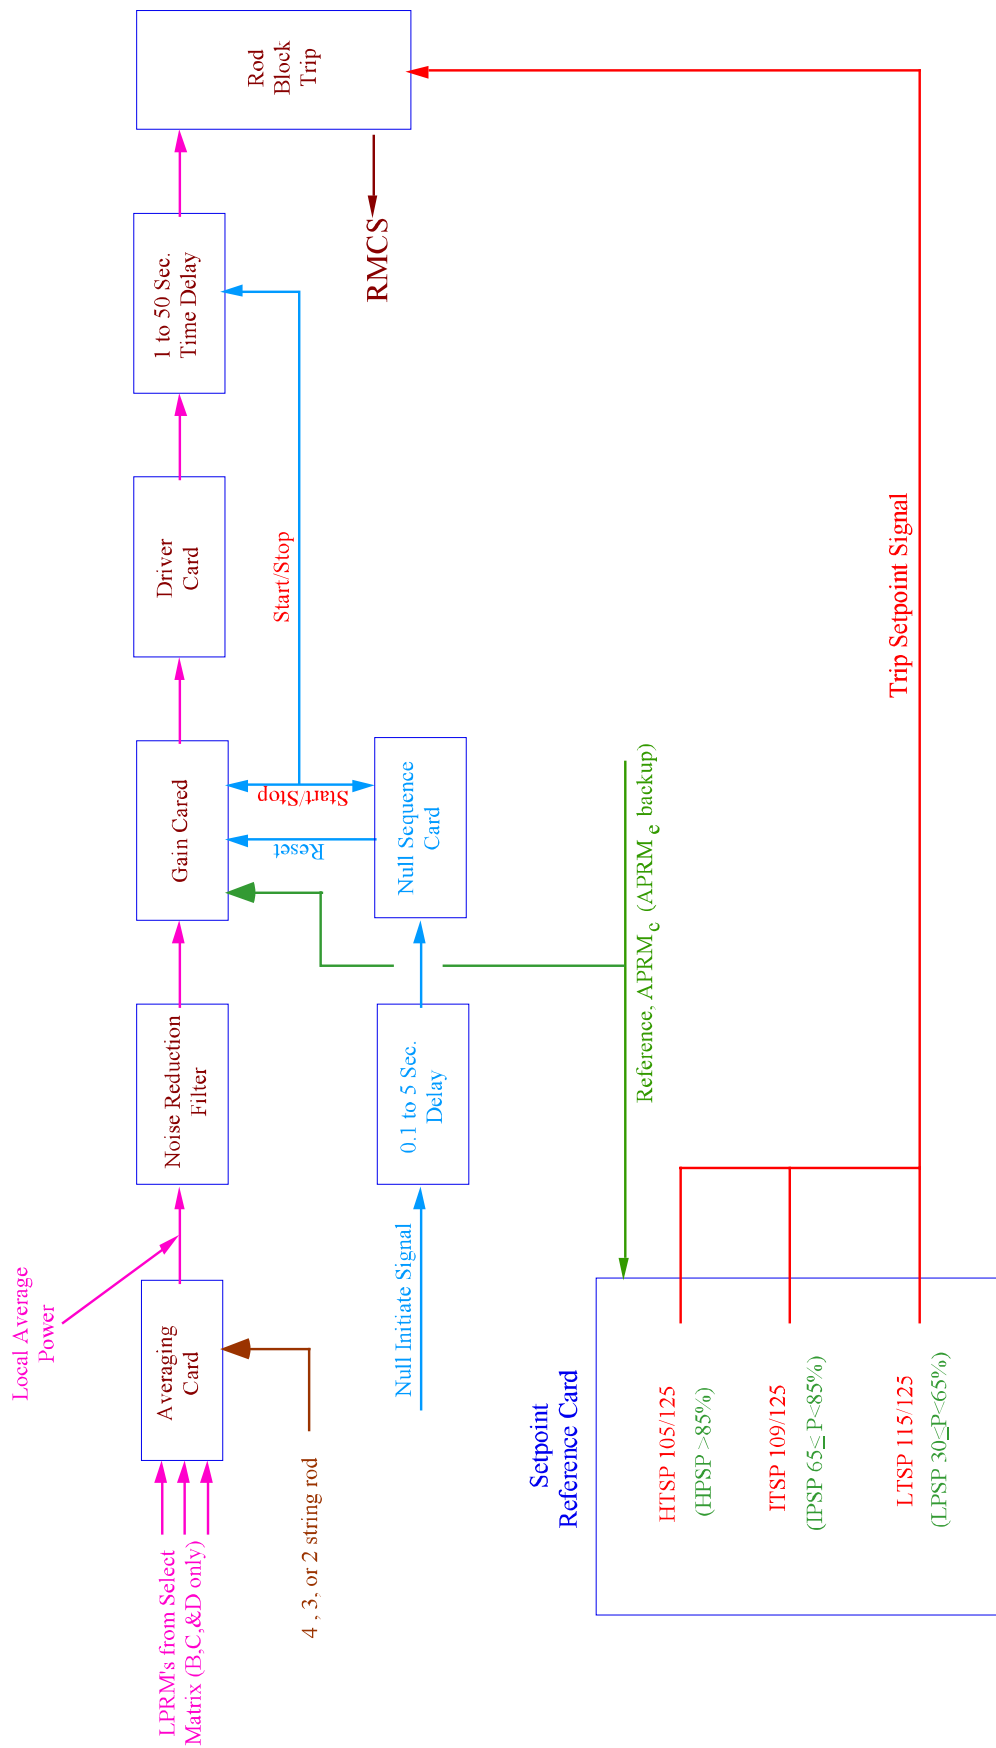 Local Average
Power
LPRM's from Select
Matrix (B,C,&D only)
Averaging
Card
4 , 3, or 2 string rod
Noise Reduction
Filter
Gain Cared
Driver
Card
1 to 50 Sec.
Time Delay
Rod
Block
Trip
RMCS
Start/Stop
Start/Stop
Reset
Null Initiate Signal
0.1 to 5 Sec.
Delay
Null Sequence
Card
Setpoint
Reference Card
Reference, APRM c (APRM e backup)
HTSP 105/125
(HPSP >85%)
ITSP 109/125
(IPSP 65≤ P<85%)
LTSP 115/125
(LPSP 30≤P<65%)
Trip Setpoint Signal